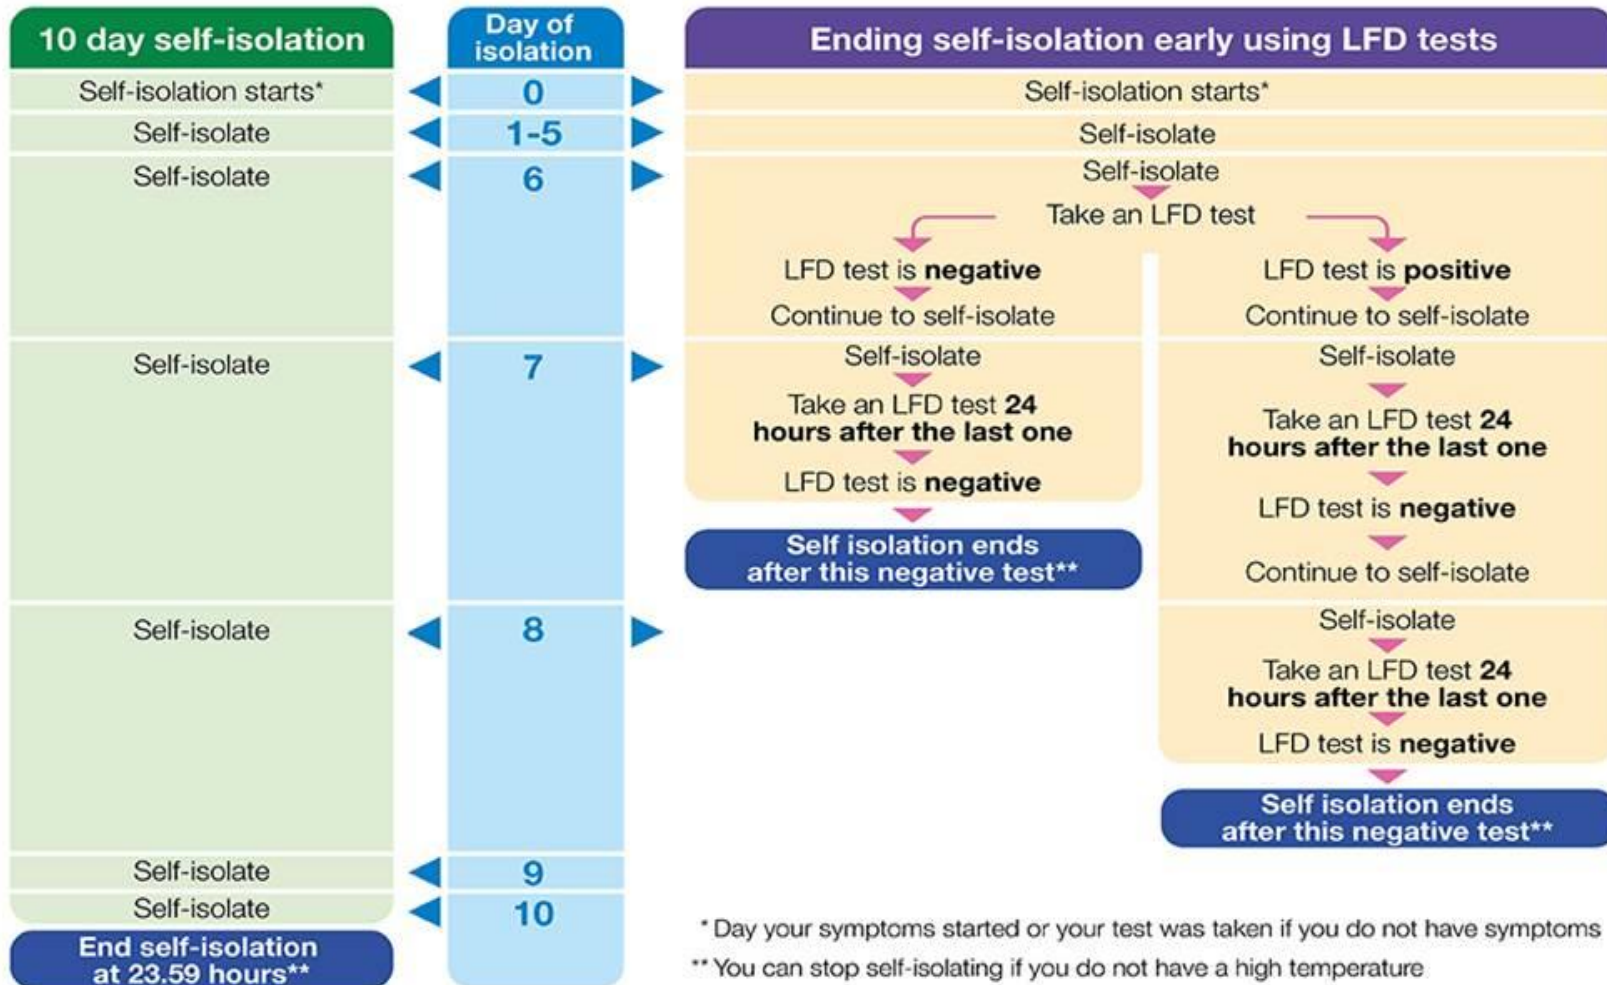 10 day self-isolation
Day of
isolation
Ending self-isolation early using LFD tests
Self-isolation starts*
0
Self-isolation starts*
Self-isolate
1-5
Self-isolate
Self-isolate
6
Self-isolate
Take an LFD test
LFD test is negative
LFD test is positive
Continue to self-isolate
Continue to self-isolate
Self-isolate
7
Self-isolate
Take an LFD test 24
hours after the last one
LFD test is negative
Self isolation ends
after this negative test**
Self-isolate
Take an LFD test 24
hours after the last one
LFD test is negative
Continue to self-isolate
Self-isolate
8
Self-isolate
Take an LFD test 24
hours after the last one
LFD test is negative
Self isolation ends
after this negative test**
Self-isolate
9
Self-isolate
10
End self-isolation
at 23.59 hours**
* Day your symptoms started or your test was taken if you do not have symptoms
** You can stop self-isolating if you do not have a high temperature